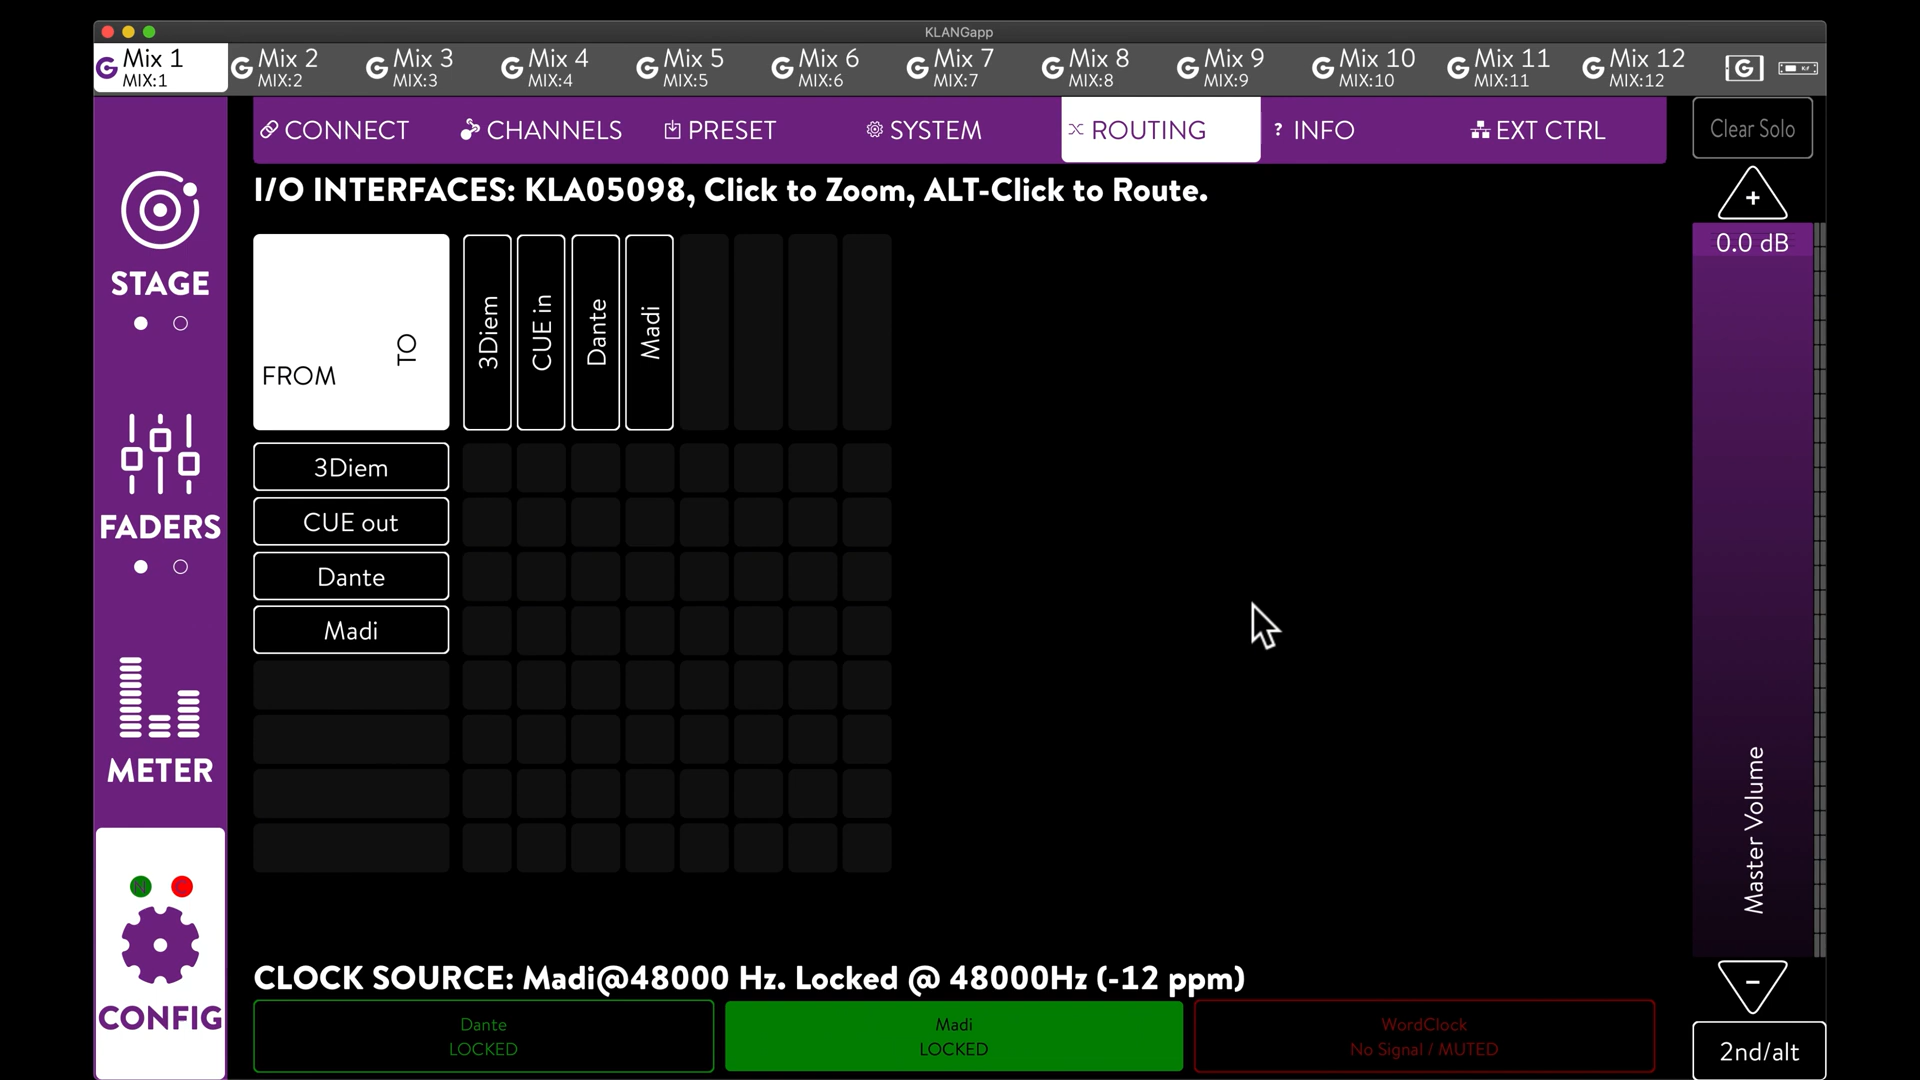 KLANGapp
Mix 1
MIX:1
Mix 2
MIX:2
Mix 3
MIX:3
Mix 4
MIX:4
Mix 5
MIX:5
Mix 6
MIX:6
Mix 7
MIX:7
Mix 8
MIX:8
Mix 9
MIX:9
Mix 10
MIX:10
Mix 11
MIX:11
Mix 12
MIX:12
CONNECT
CHANNELS
PRESET
SYSTEM
ROUTING
? INFO
EXT CTRL
Clear Solo
I/O INTERFACES: KLA05098, Click to Zoom, ALT-Click to Route.
STAGE
FADERS
METER
CONFIG
FROM
TO
3Diem
CUE in
Dante
Madi
3Diem
CUE out
Dante
Madi
+
0.0 dB
Master Volume
-
2nd/alt
CLOCK SOURCE: Madi@48000 Hz. Locked @ 48000Hz (-12 ppm)
Dante
LOCKED
Madi
LOCKED
WordClock
No Signal / MUTED